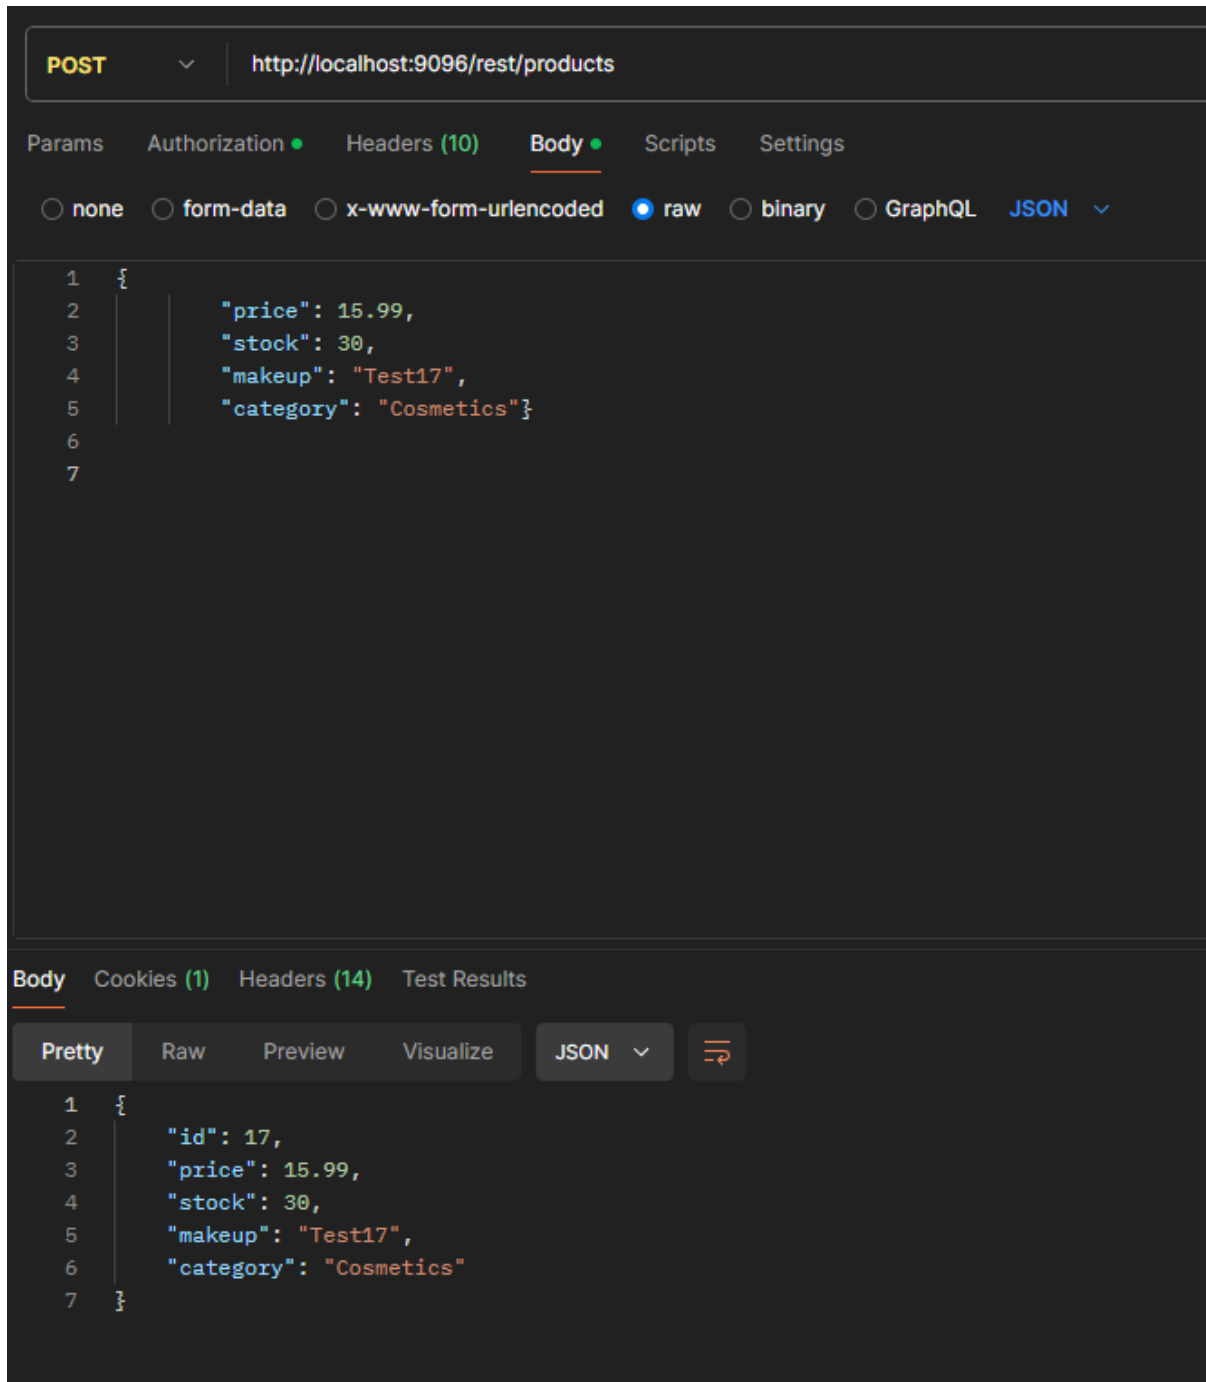 POST http://localhost:9096/rest/products
Params Authorization Headers (10) Body Scripts Settings
none form-data x-www-form-urlencoded raw binary GraphQL JSON
1 {
2 "price": 15.99,
3 "stock": 30,
4 "makeup": "Test17",
5 "category": "Cosmetics"}
6
7
Body Cookies (1) Headers (14) Test Results
Pretty Raw Preview Visualize JSON
1 {
2 "id": 17,
3 "price": 15.99,
4 "stock": 30,
5 "makeup": "Test17",
6 "category": "Cosmetics"
7 }